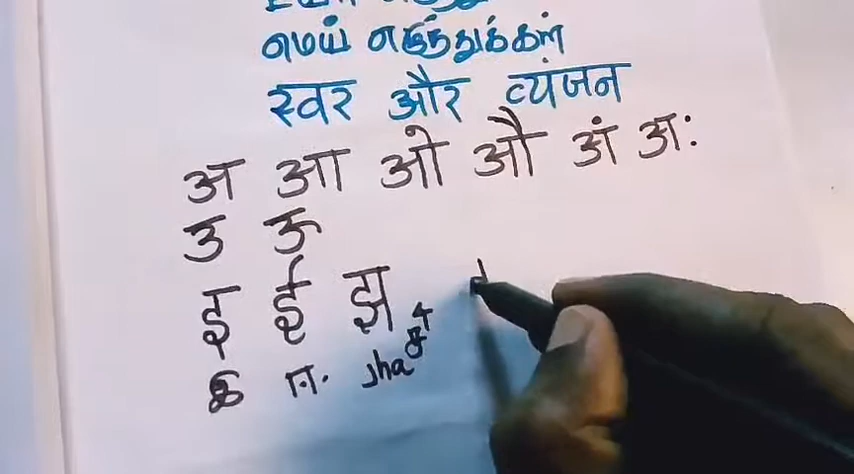 மெய் எழுத்துக்கள்
स्वर और व्यंजन
अ आ ओ औ अं अः
उ ऊ
इ ई झ
இ ஈ. Jha